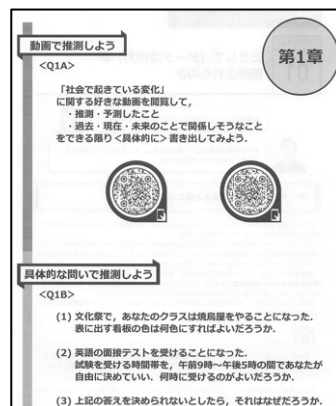 第1章
動画で推測しよう
<Q1A>
「社会で起きている変化」
に関する好きな動画を閲覧して，
・推測・予測したこと
・過去・現在・未来のことで関係しそうなこと
をできる限り<具体的に>書き出してみよう．
具体的な問いで推測しよう
<Q1B>
(1) 文化祭で，あなたのクラスは焼鳥屋をやることになった．
表に出す看板の色は何色にすればよいだろうか．
(2) 英語の面接テストを受けることになった．
試験を受ける時間帯を，午前9時～午後5時の間であなたが
自由に決めていい．何時に受けるのがよいだろうか．
(3) 上記の答えを決められないとしたら，それはなぜだろうか．